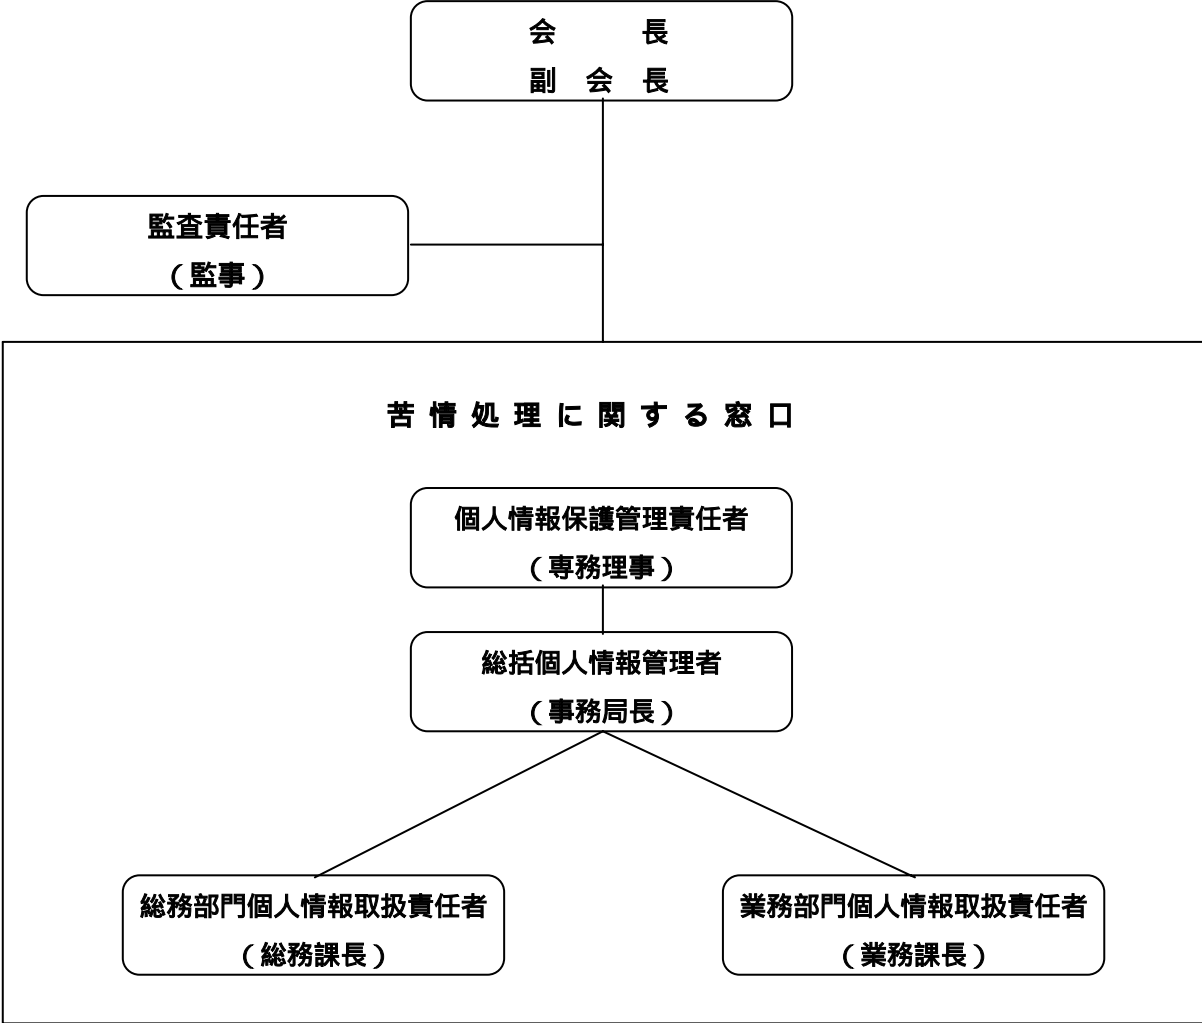 会　　　長
副　会　長
監査責任者
（監事）
苦情処理に関する窓口
個人情報保護管理責任者
（専務理事）
総括個人情報管理者
（事務局長）
総務部門個人情報取扱責任者
（総務課長）
業務部門個人情報取扱責任者
（業務課長）